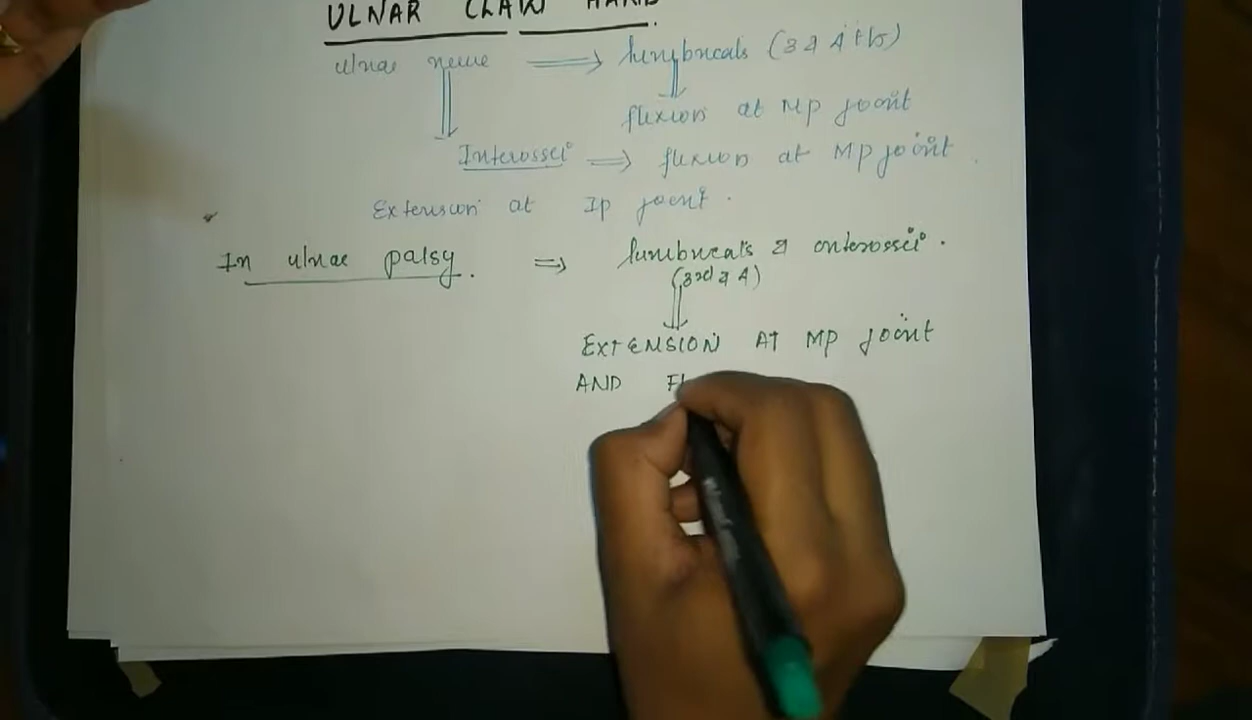 ULNAR CLAW HAND
ulnar nerve ⇒ lumbricals (3 & 4th)
flexion at MP joint
Interossei ⇒ flexion at MP joint
Extension at Ip joint.
In ulnar palsy. ⇒ lumbricals & interossei.
(3rd & 4)
EXTENSION AT MP joint
AND FL